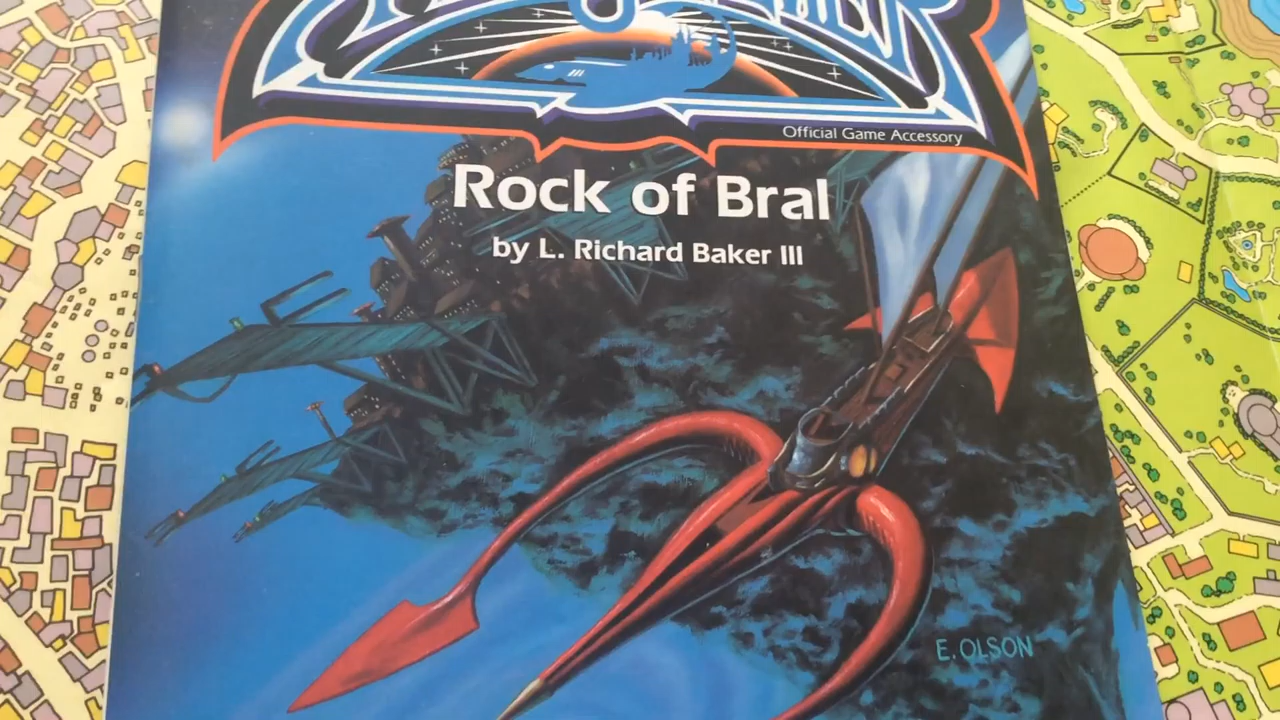 Official Game Accessory
Rock of Bral
by L. Richard Baker III
E. OLSON